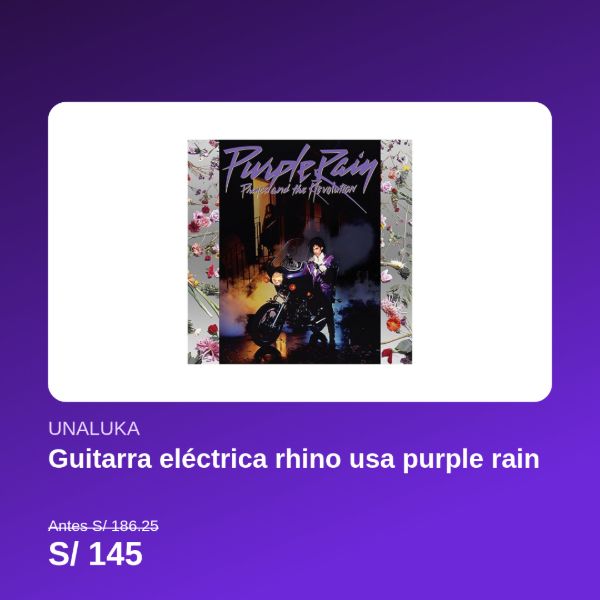 Purple Rain
Prince and the Revolution
UNALUKA
Guitarra eléctrica rhino usa purple rain
Antes S/ 186.25
S/ 145